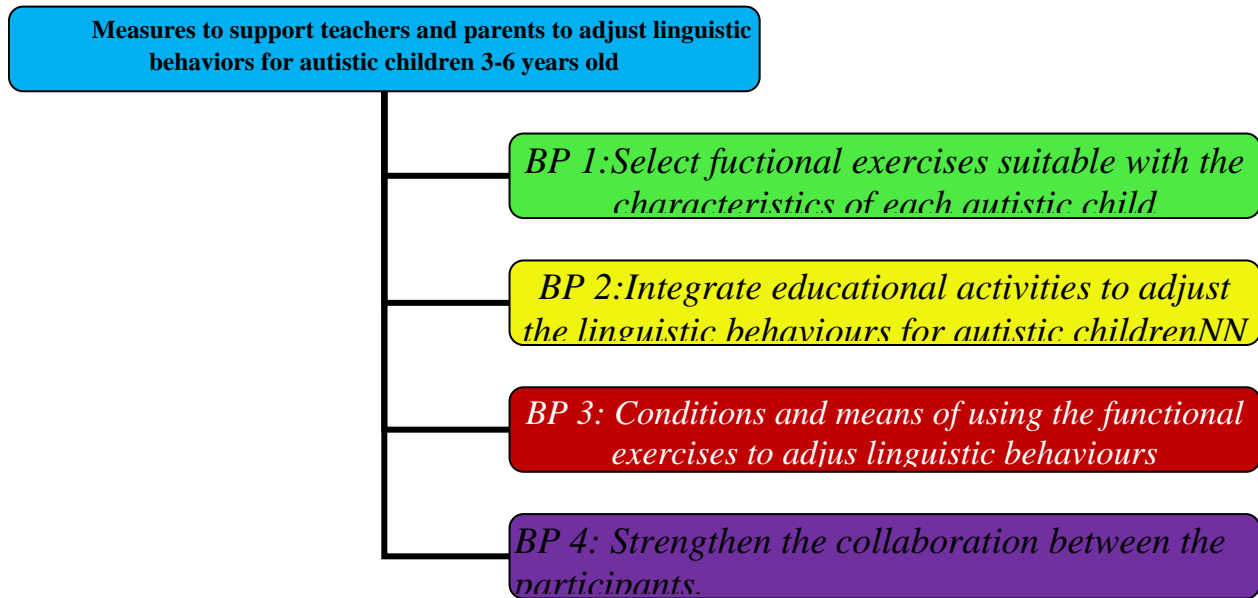 Measures to support teachers and parents to adjust linguistic
behaviors for autistic children 3-6 years old
BP 1:Select fuctional exercises suitable with the
characteristics of each autistic child
BP 2:Integrate educational activities to adjust
the linguistic behaviours for autistic childrenNN
BP 3: Conditions and means of using the functional
exercises to adjus linguistic behaviours
BP 4: Strengthen the collaboration between the
participants.